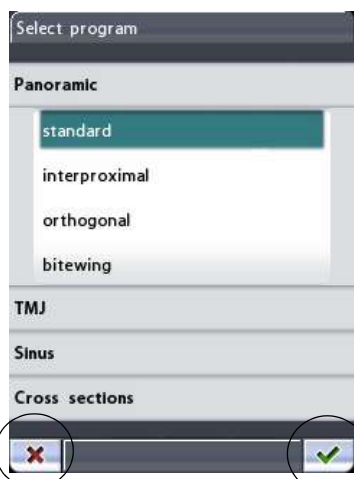 Select program
Panoramic
standard
interproximal
orthogonal
bitewing
TMJ
Sinus
Cross sections